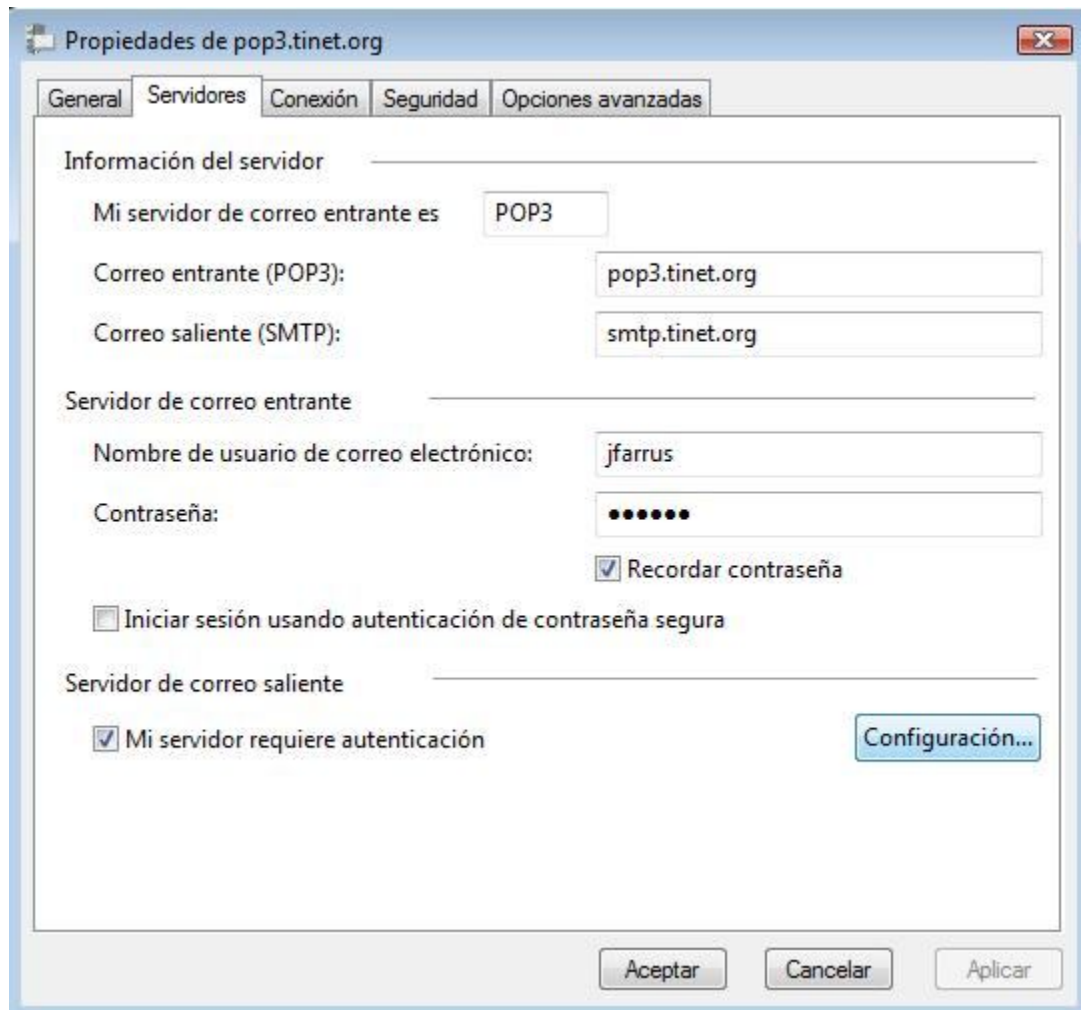 Propiedades de pop3.tinet.org
General Servidores Conexión Seguridad Opciones avanzadas
Información del servidor
Mi servidor de correo entrante es POP3
Correo entrante (POP3): pop3.tinet.org
Correo saliente (SMTP): smtp.tinet.org
Servidor de correo entrante
Nombre de usuario de correo electrónico: jfarrus
Contraseña: ●●●●●●
Recordar contraseña
Iniciar sesión usando autenticación de contraseña segura
Servidor de correo saliente
Mi servidor requiere autenticación Configuración...
Aceptar Cancelar Aplicar